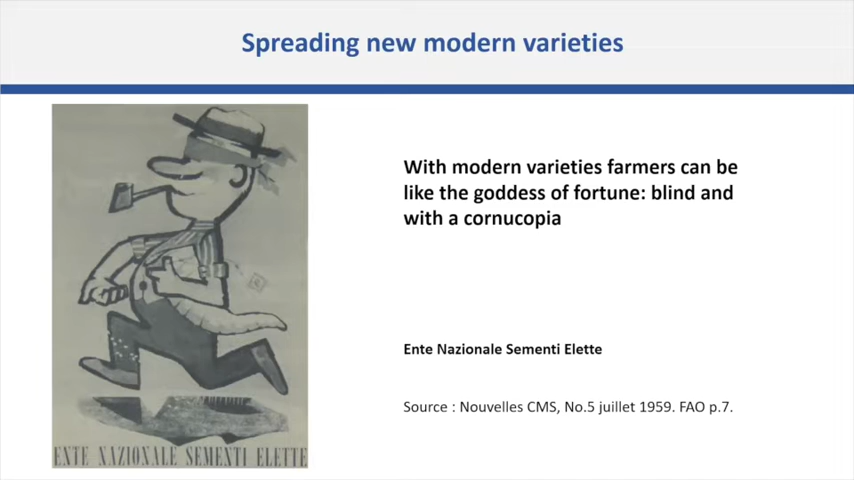 Spreading new modern varieties
With modern varieties farmers can be
like the goddess of fortune: blind and
with a cornucopia
Ente Nazionale Sementi Elette
Source : Nouvelles CMS, No.5 juillet 1959. FAO p.7.
ENTE NAZIONALE SEMENTI ELETTE